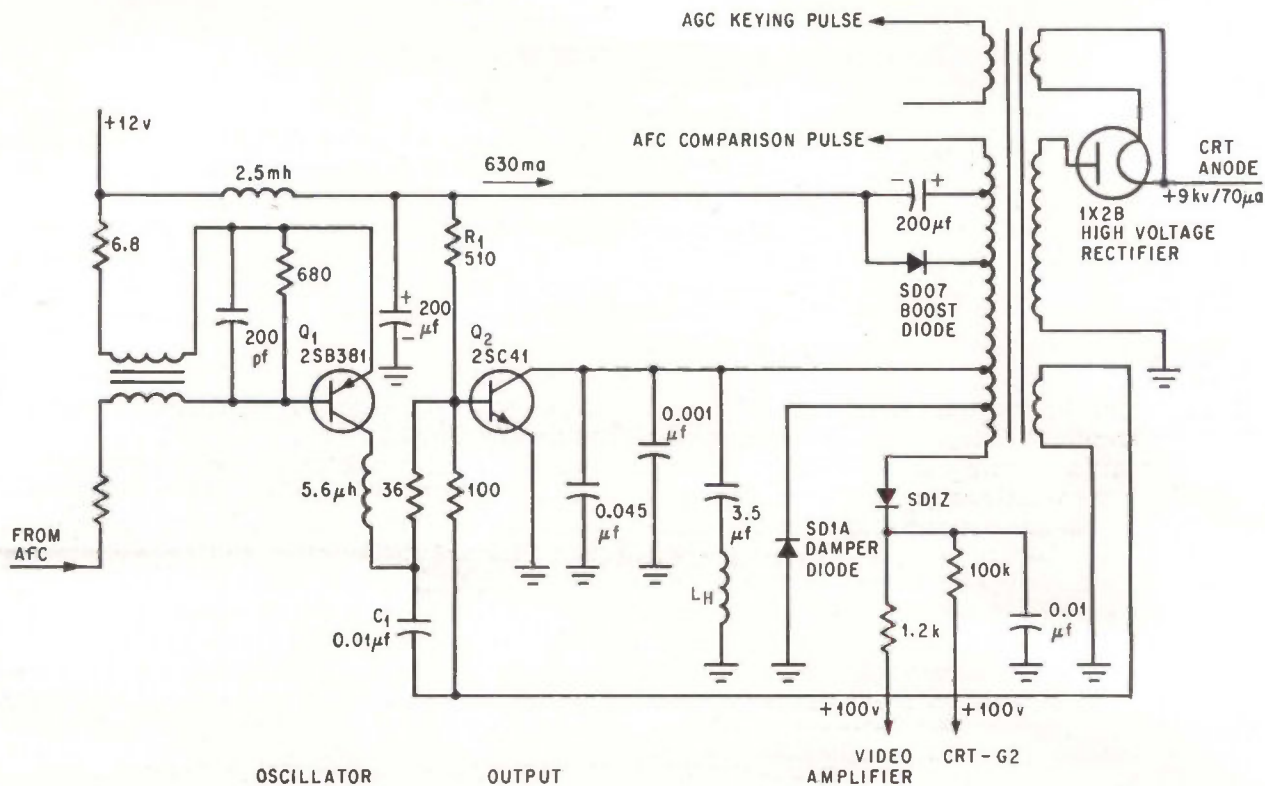 AGC KEYING PULSE
+12v
2.5mh
630ma
AFC COMPARISON PULSE
CRT
ANODE
+9kv/70µa
1X2B
HIGH VOLTAGE
RECTIFIER
- +
200µf
6.8
680
R1
510
SD07
BOOST
DIODE
200
pf
Q1
2SB381
+
200
µf
-
Q2
2SC41
0.001
µf
5.6µh
36
100
0.045
µf
3.5
µf
SD1Z
FROM
AFC
SD1A
DAMPER
DIODE
100k
LH
C1
0.01µf
1.2k
0.01
µf
+100v
+100v
VIDEO
AMPLIFIER
CRT-G2
OSCILLATOR
OUTPUT